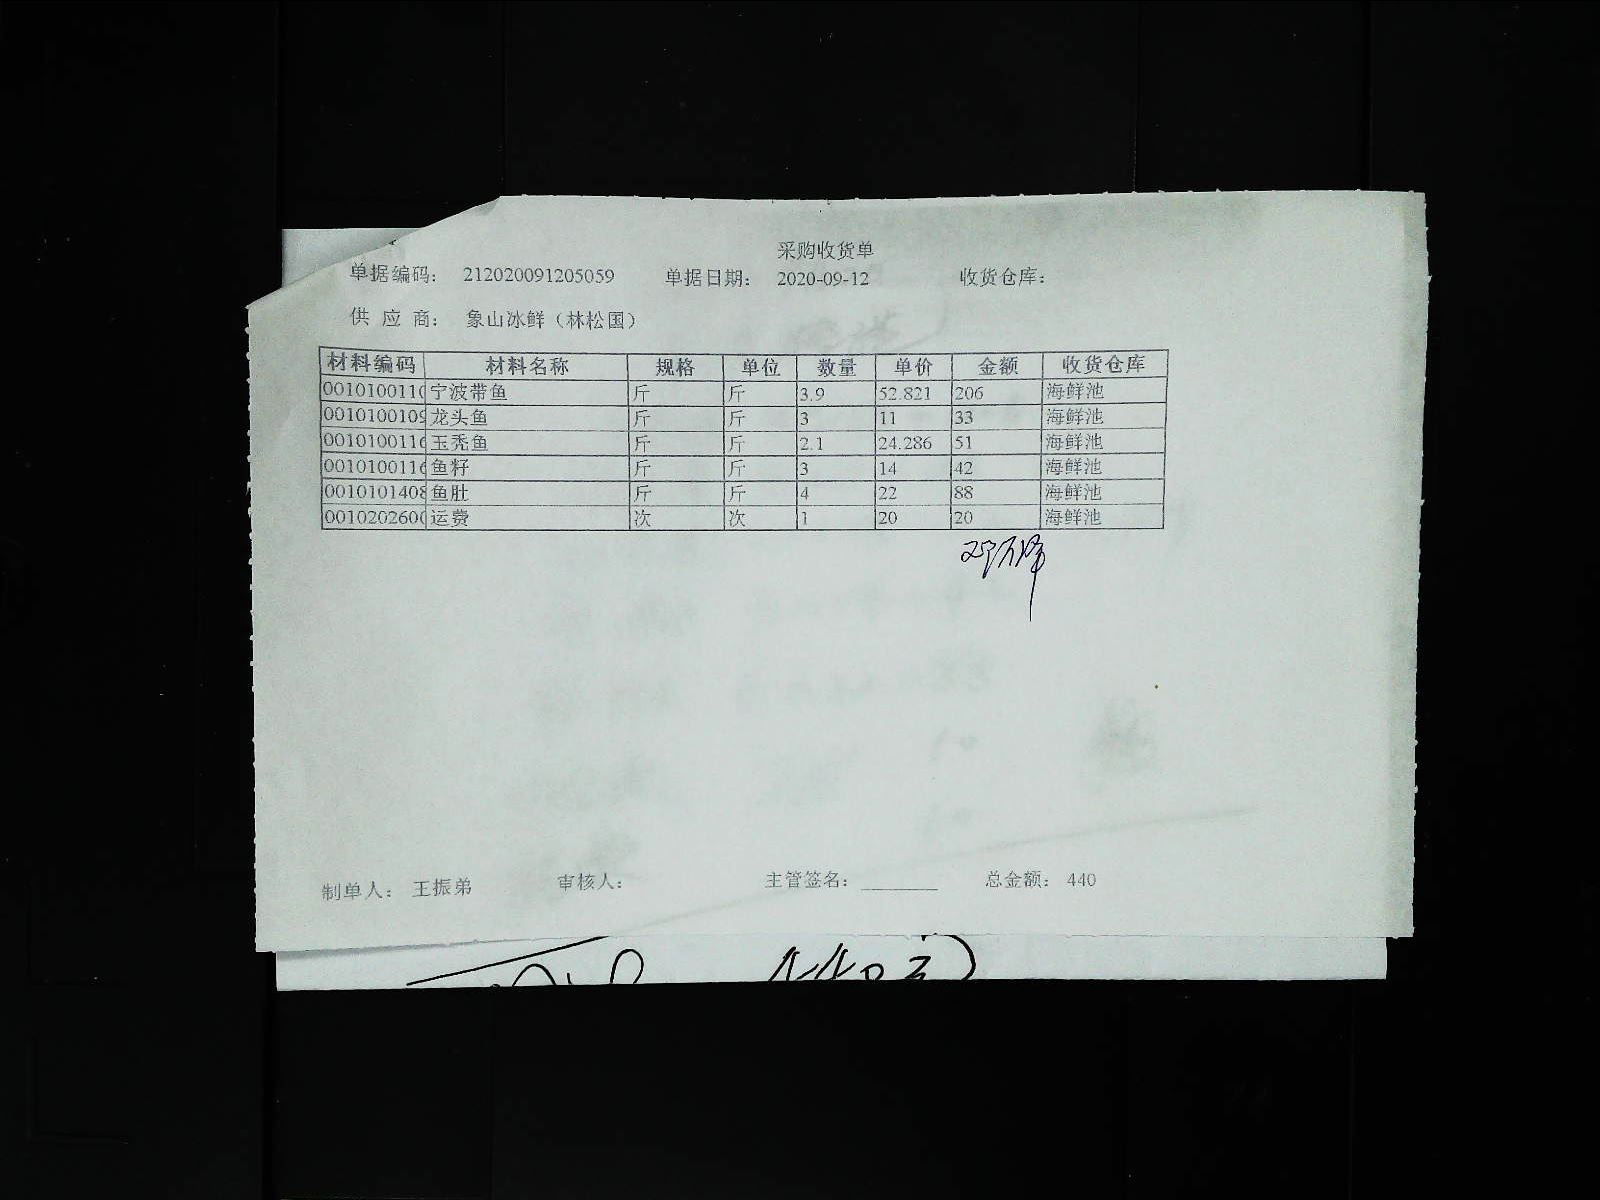 采购收货单
单据编码: 212020091205059 单据日期: 2020-09-12 收货仓库:
供 应 商: 象山冰鲜（林松国）
材料编码 材料名称 规格 单位 数量 单价 金额 收货仓库
0010100110 宁波带鱼 斤 斤 3.9 52.821 206 海鲜池
0010100109 龙头鱼 斤 斤 3 11 33 海鲜池
0010100116 玉秃鱼 斤 斤 2.1 24.286 51 海鲜池
0010100116 鱼籽 斤 斤 3 14 42 海鲜池
0010101408 鱼肚 斤 斤 4 22 88 海鲜池
0010202600 运费 次 次 1 20 20 海鲜池
制单人: 王振弟 审核人: 主管签名: ________ 总金额: 440